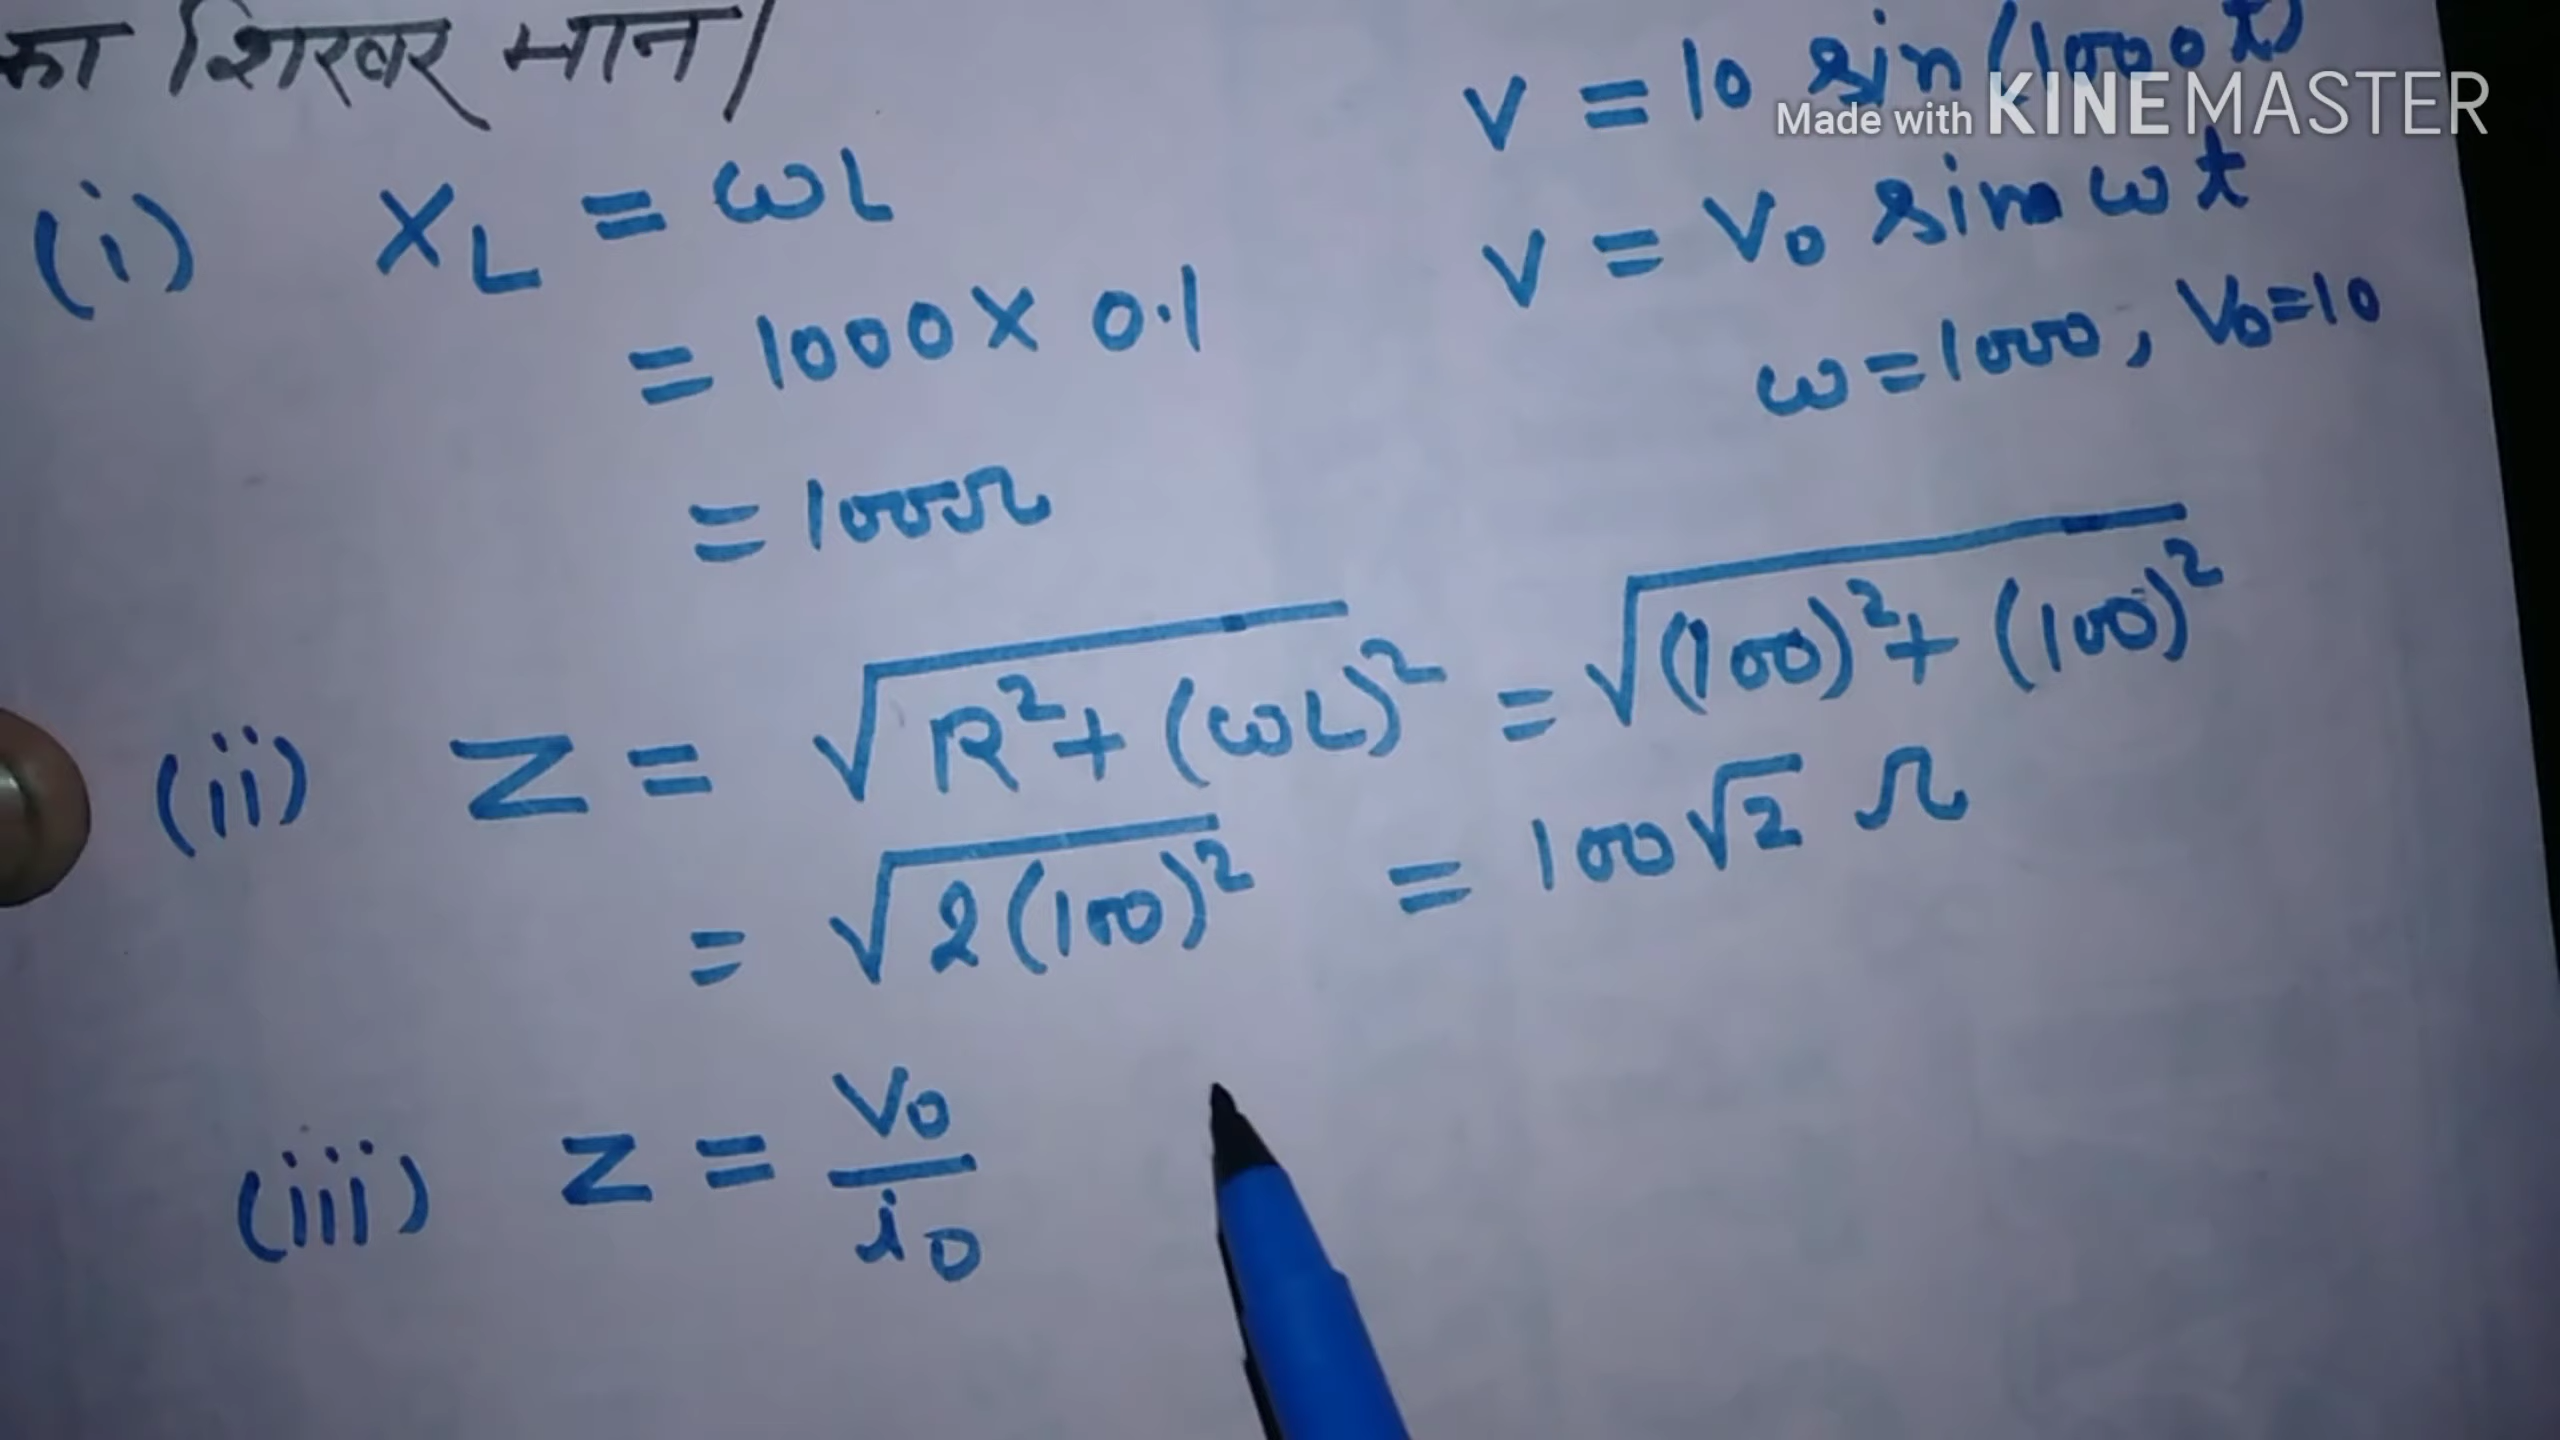 का शिखर मान।
V = 10 sin(1000t)
Made with KINEMASTER
V = V₀ sin ωt
ω = 1000, V₀ = 10
(i) X_L = ωL
= 1000 × 0.1
= 100Ω
(ii) Z = √(R² + (ωL)²) = √((100)² + (100)²)
= √(2(100)²) = 100√2 Ω
(iii) Z = V₀/i₀